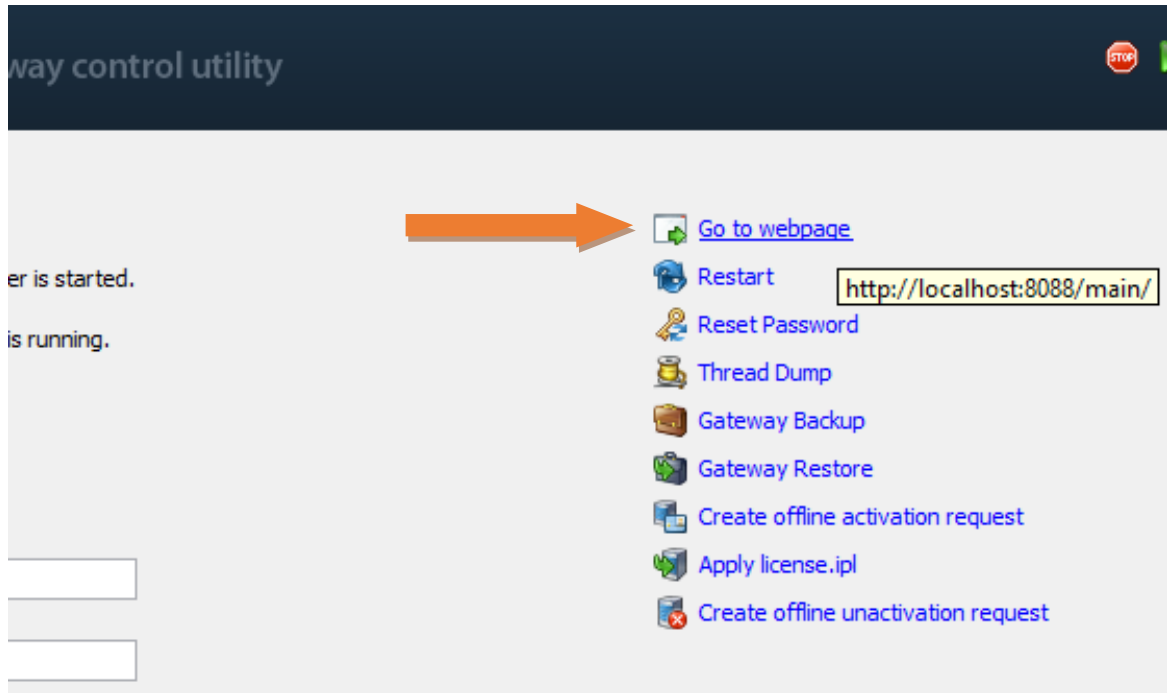 way control utility
STOP
Go to webpage
er is started.
Restart
http://localhost:8088/main/
is running.
Reset Password
Thread Dump
Gateway Backup
Gateway Restore
Create offline activation request
Apply license.ipl
Create offline unactivation request